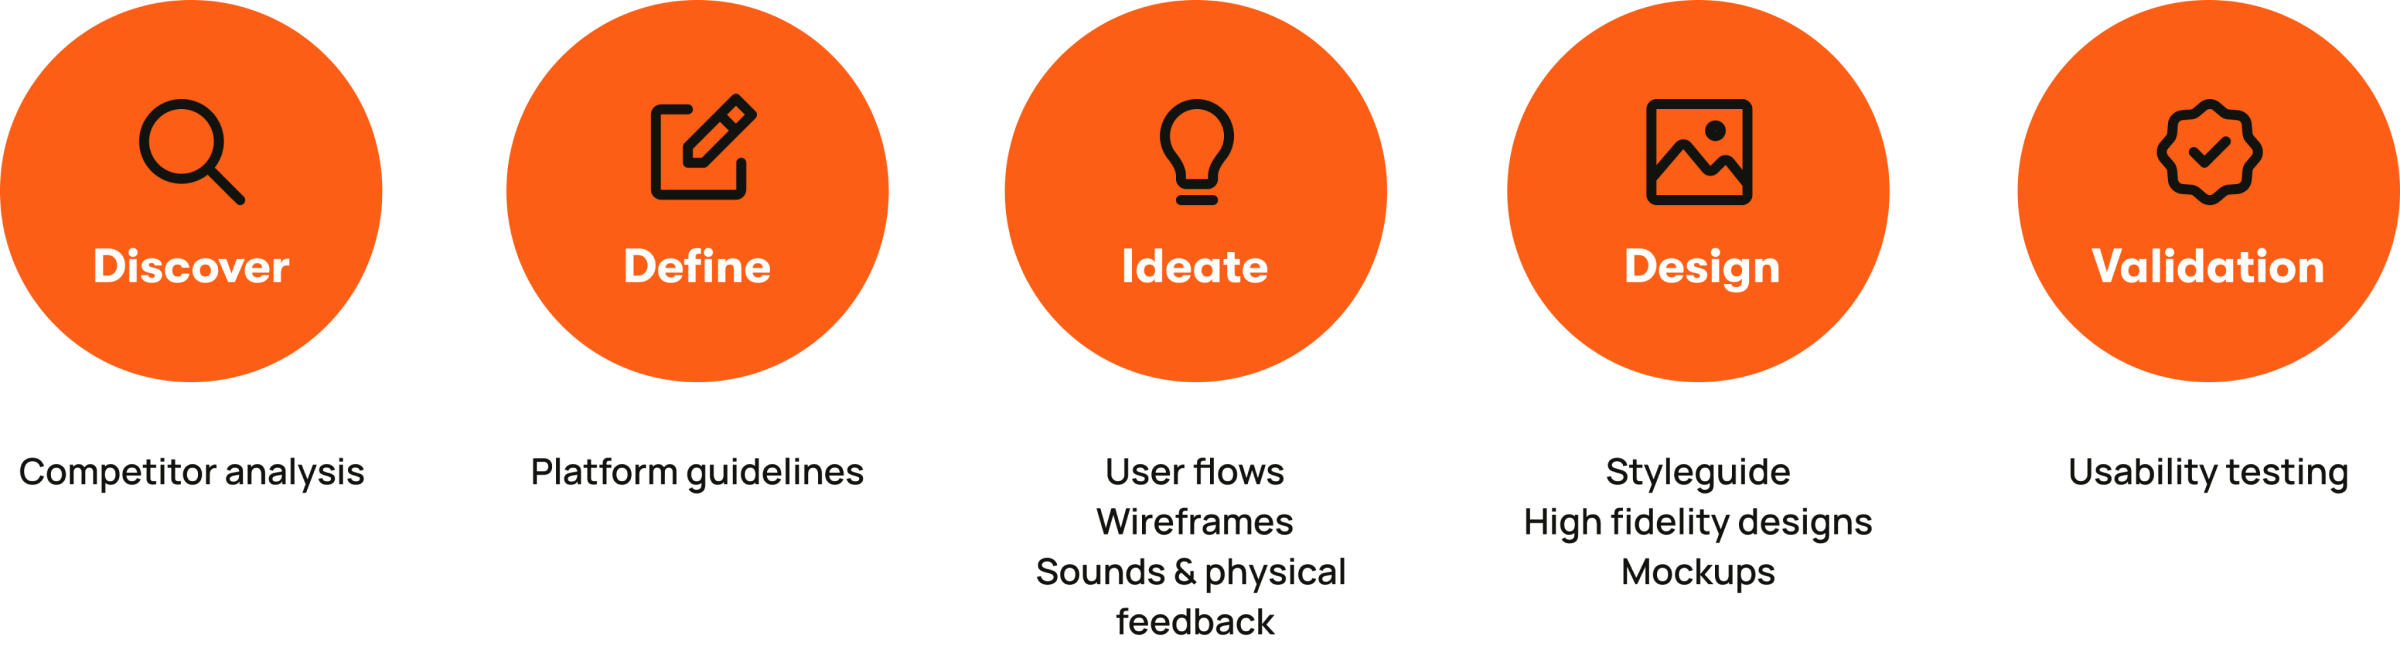 Discover
Define
Ideate
Design
Validation
Competitor analysis
Platform guidelines
User flows
Wireframes
Sounds & physical
feedback
Styleguide
High fidelity designs
Mockups
Usability testing